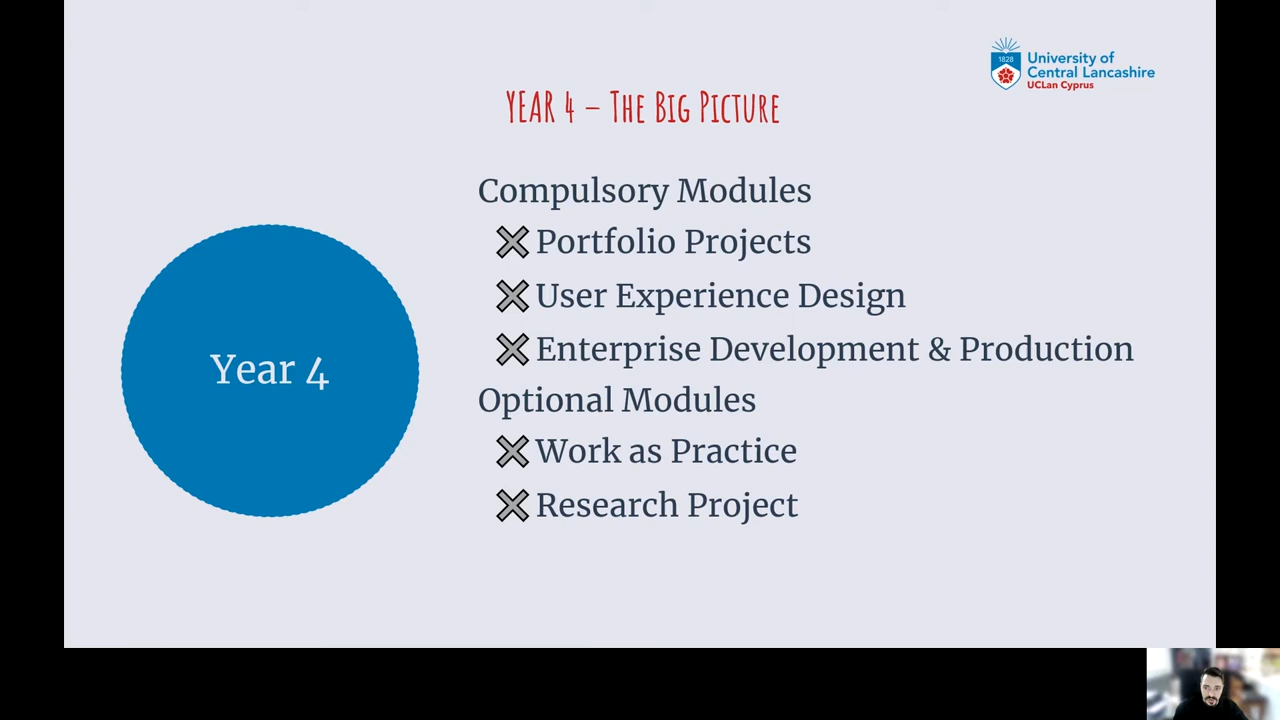 1828
University of
Central Lancashire
UCLan Cyprus
YEAR 4 – THE BIG PICTURE
Year 4
Compulsory Modules
Portfolio Projects
User Experience Design
Enterprise Development & Production
Optional Modules
Work as Practice
Research Project